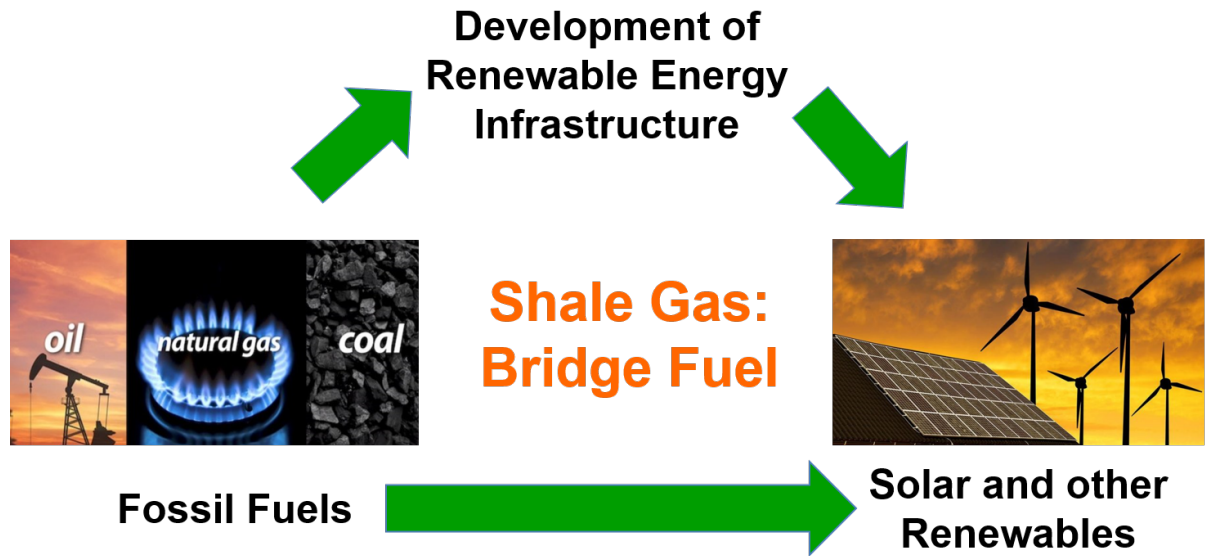 Development of
Renewable Energy
Infrastructure
oil
natural gas
coal
Shale Gas:
Bridge Fuel
Fossil Fuels
Solar and other
Renewables